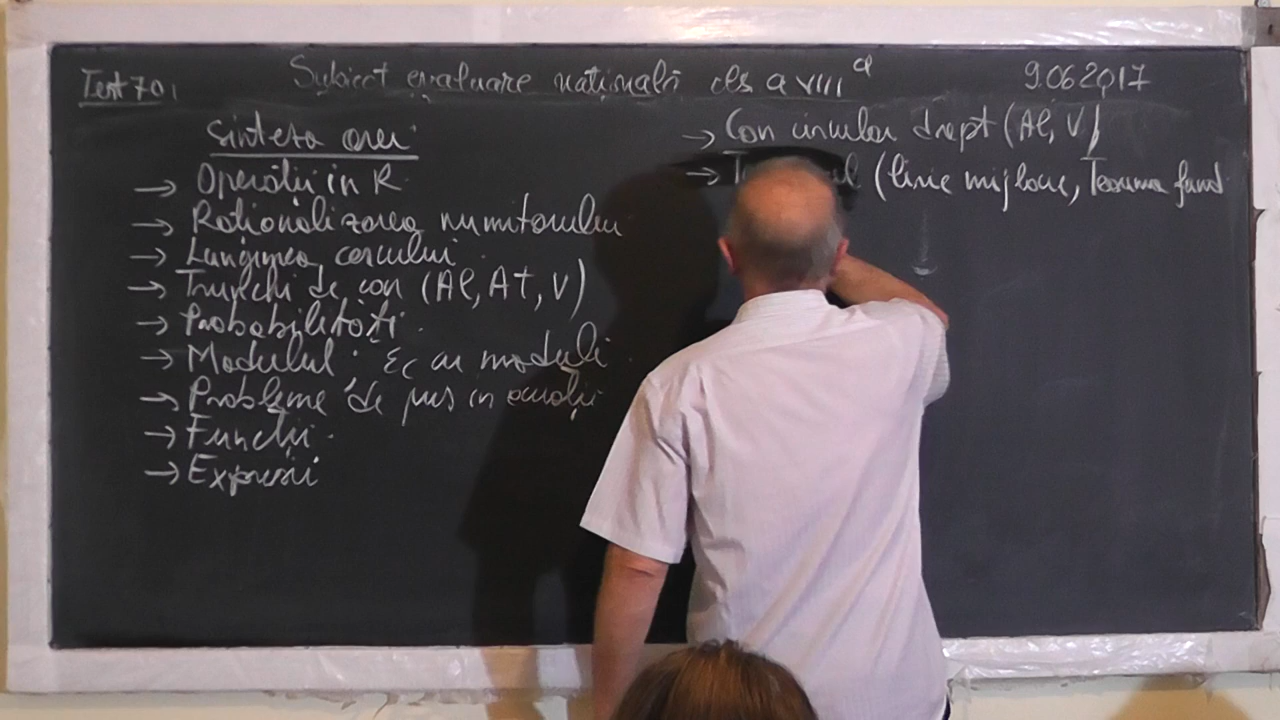 Test 70,
Subiect evaluare națională cls a VIII a
9.06 2017
Sinteza orei
→ Operații in R
→ Raționalizarea numitorului
→ Lungimea cercului
→ Trunchi de con (Al, At, V)
→ Probabilități.
→ Modulul. Ec cu moduli
→ Probleme de pus in ecuație
→ Funcții.
→ Expresii
→ Con circular drept (Al, V)
→ (linie mijlocie, Teorema fund